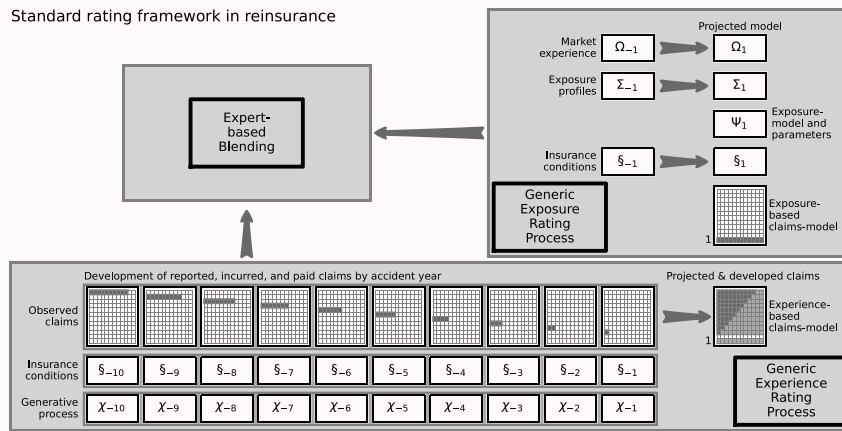 Standard rating framework in reinsurance
Projected model
Market
experience
Ω₋₁
Ω₁
Exposure
profiles
Σ₋₁
Σ₁
Ψ₁
Exposure-
model and
parameters
Insurance
conditions
§₋₁
§₁
Generic
Exposure
Rating
Process
1
Exposure-
based
claims-model
Expert-
based
Blending
Development of reported, incurred, and paid claims by accident year
Projected & developed claims
Observed
claims
1
Experience-
based
claims-model
Insurance
conditions
§₋₁₀ §₋₉ §₋₈ §₋₇ §₋₆ §₋₅ §₋₄ §₋₃ §₋₂ §₋₁
Generative
process
χ₋₁₀ χ₋₉ χ₋₈ χ₋₇ χ₋₆ χ₋₅ χ₋₄ χ₋₃ χ₋₂ χ₋₁
Generic
Experience
Rating
Process